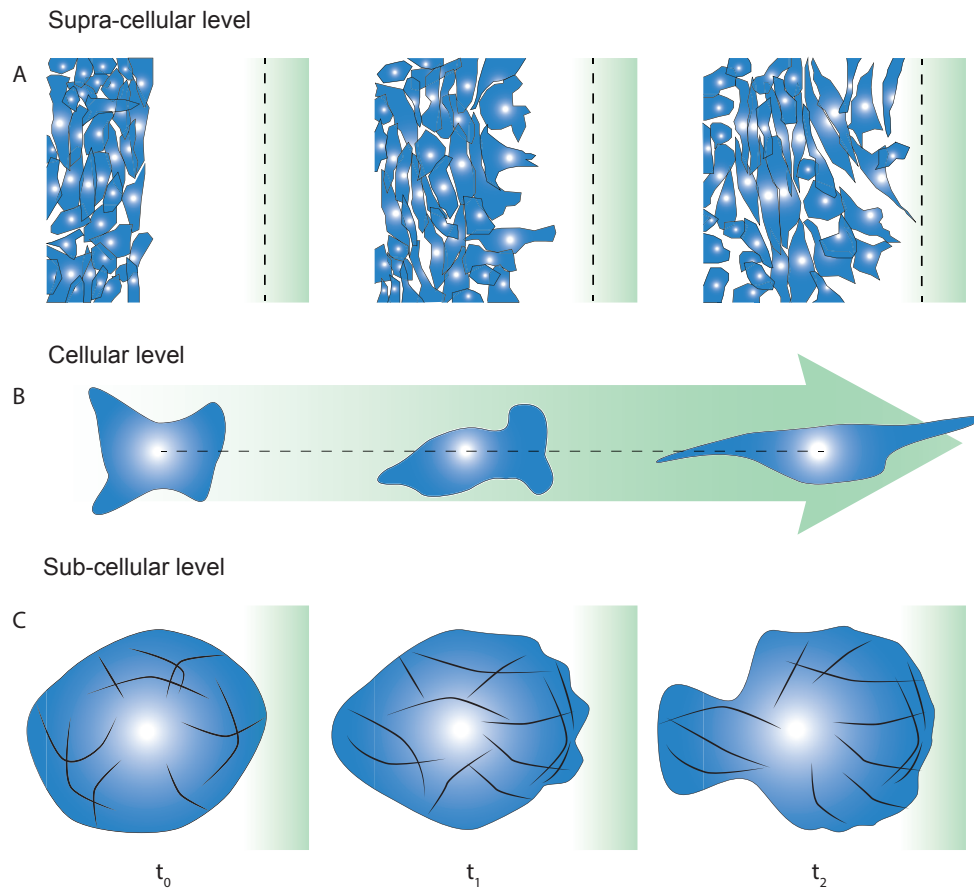 Supra-cellular level
A
Cellular level
B
Sub-cellular level
C
t0 t1 t2